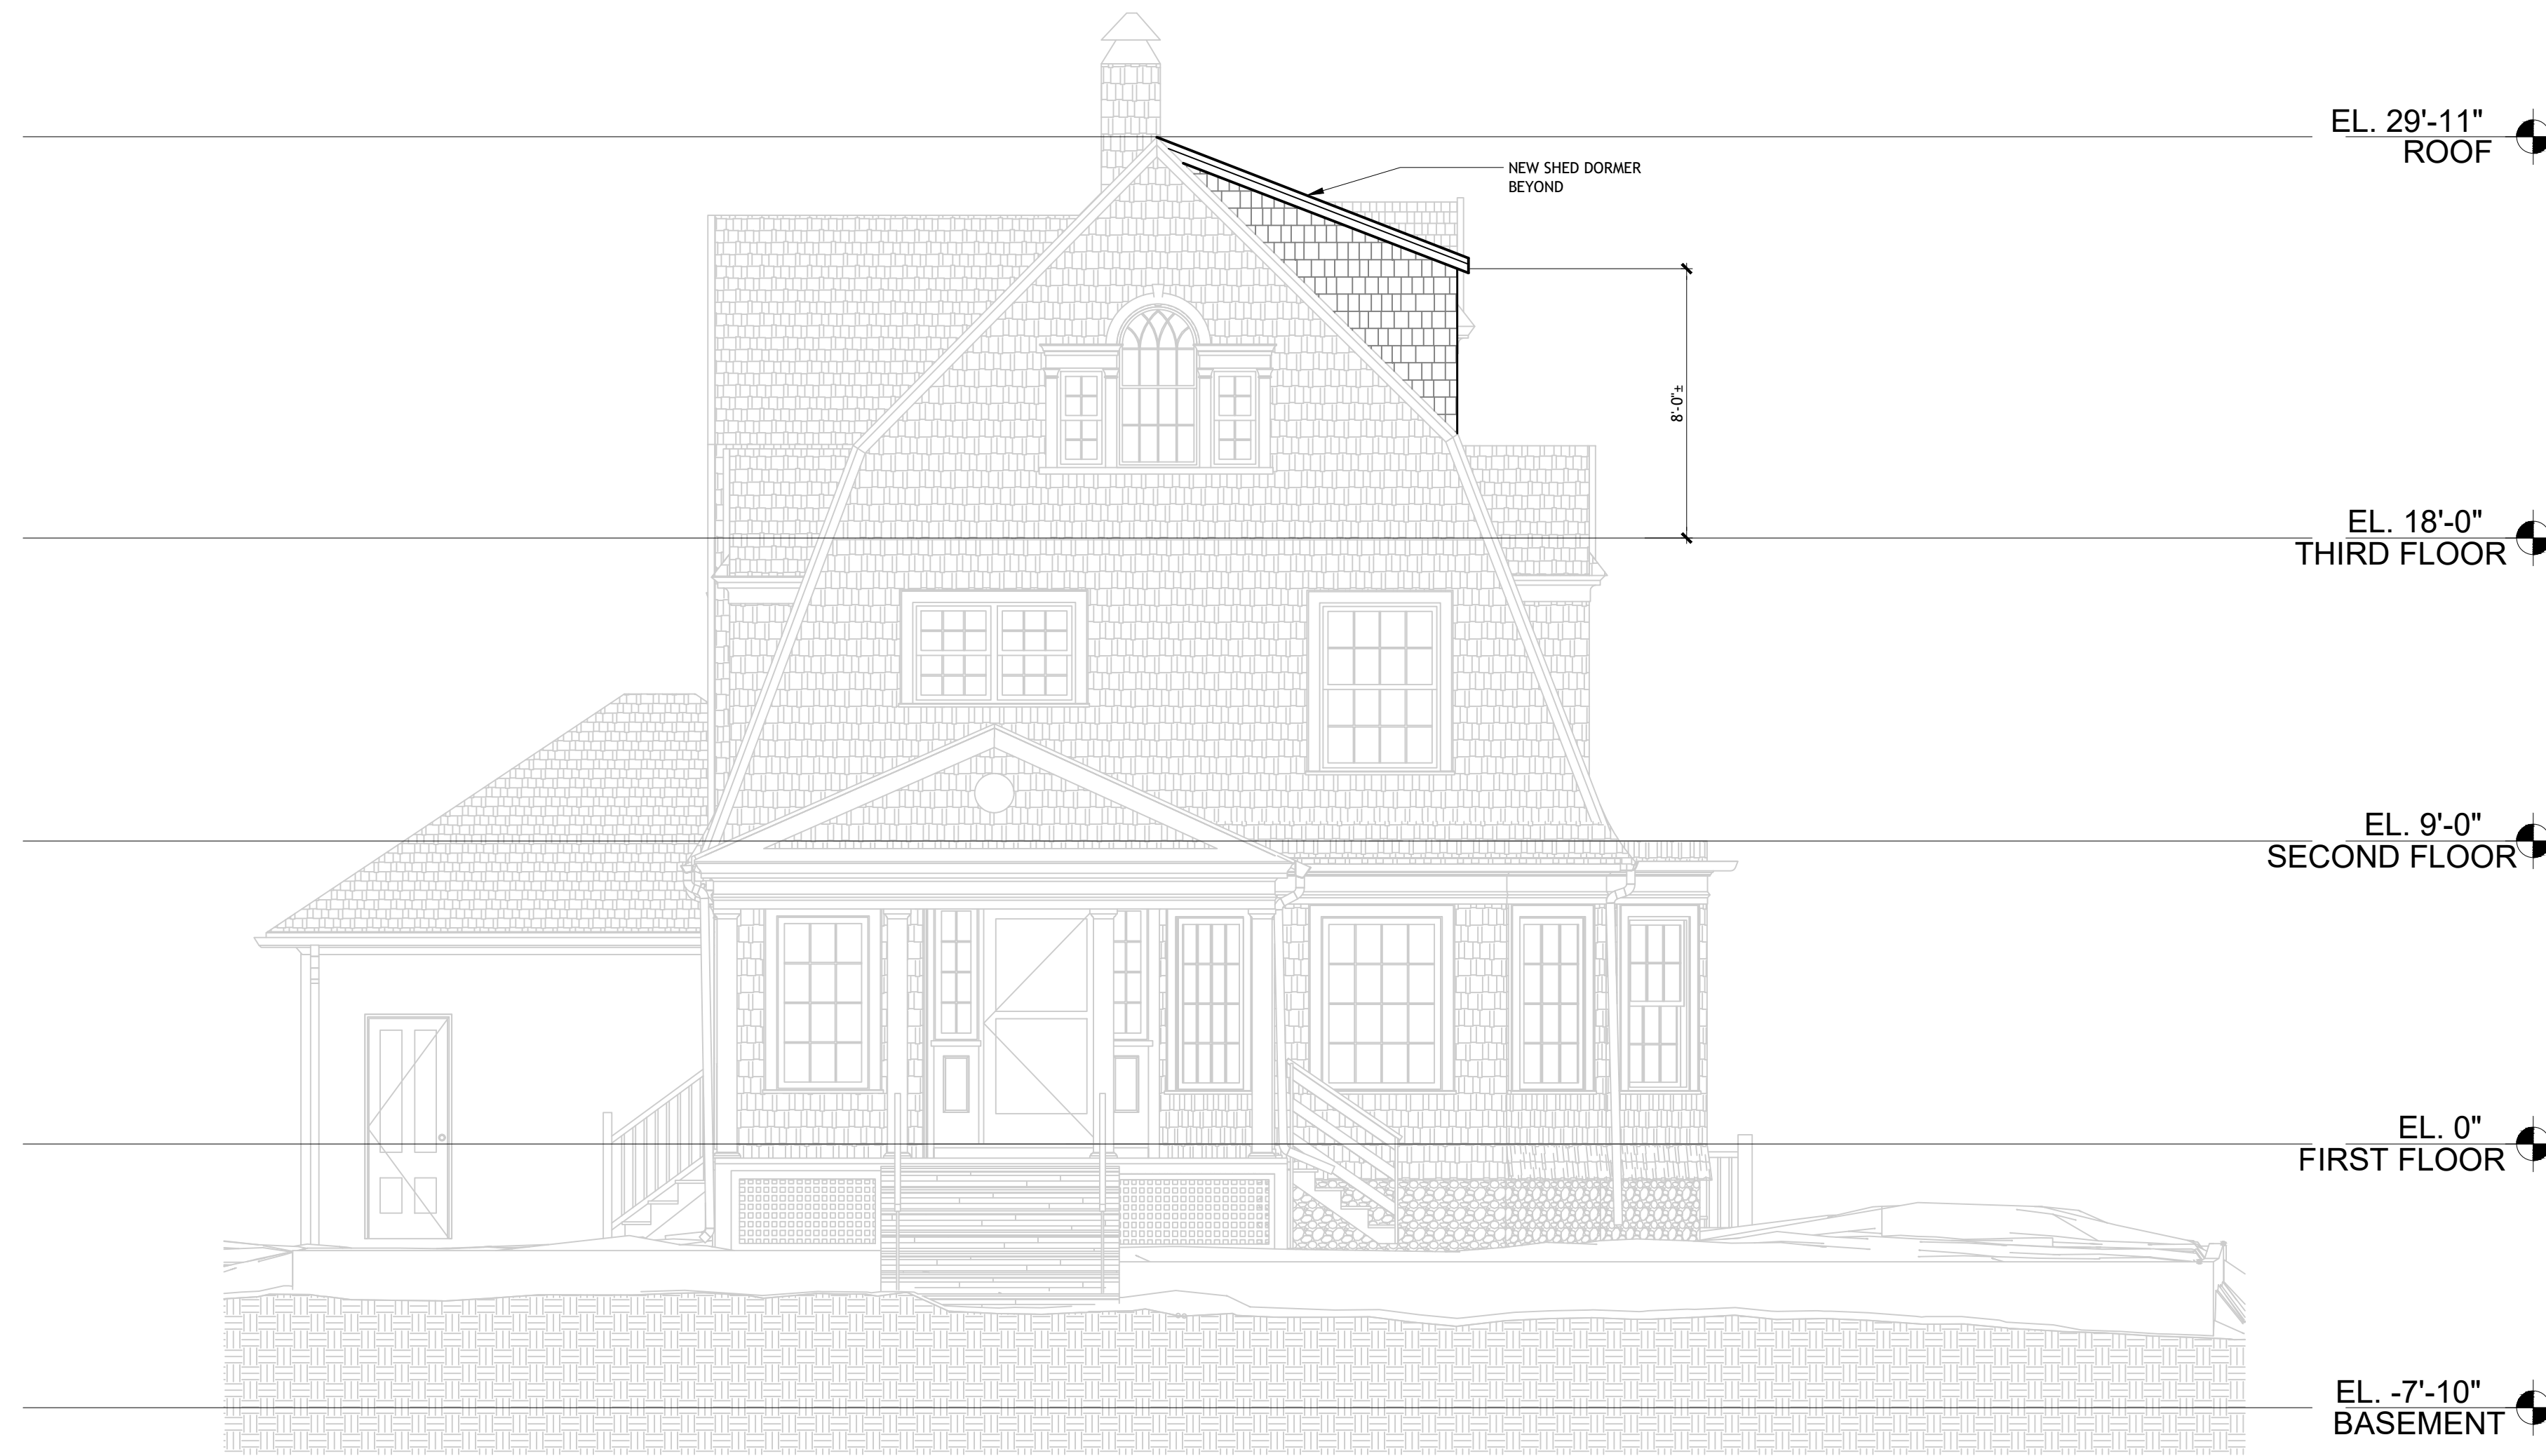 EL. 29'-11"
ROOF
NEW SHED DORMER
BEYOND
8'-0"±
EL. 18'-0"
THIRD FLOOR
EL. 9'-0"
SECOND FLOOR
EL. 0"
FIRST FLOOR
EL. -7'-10"
BASEMENT